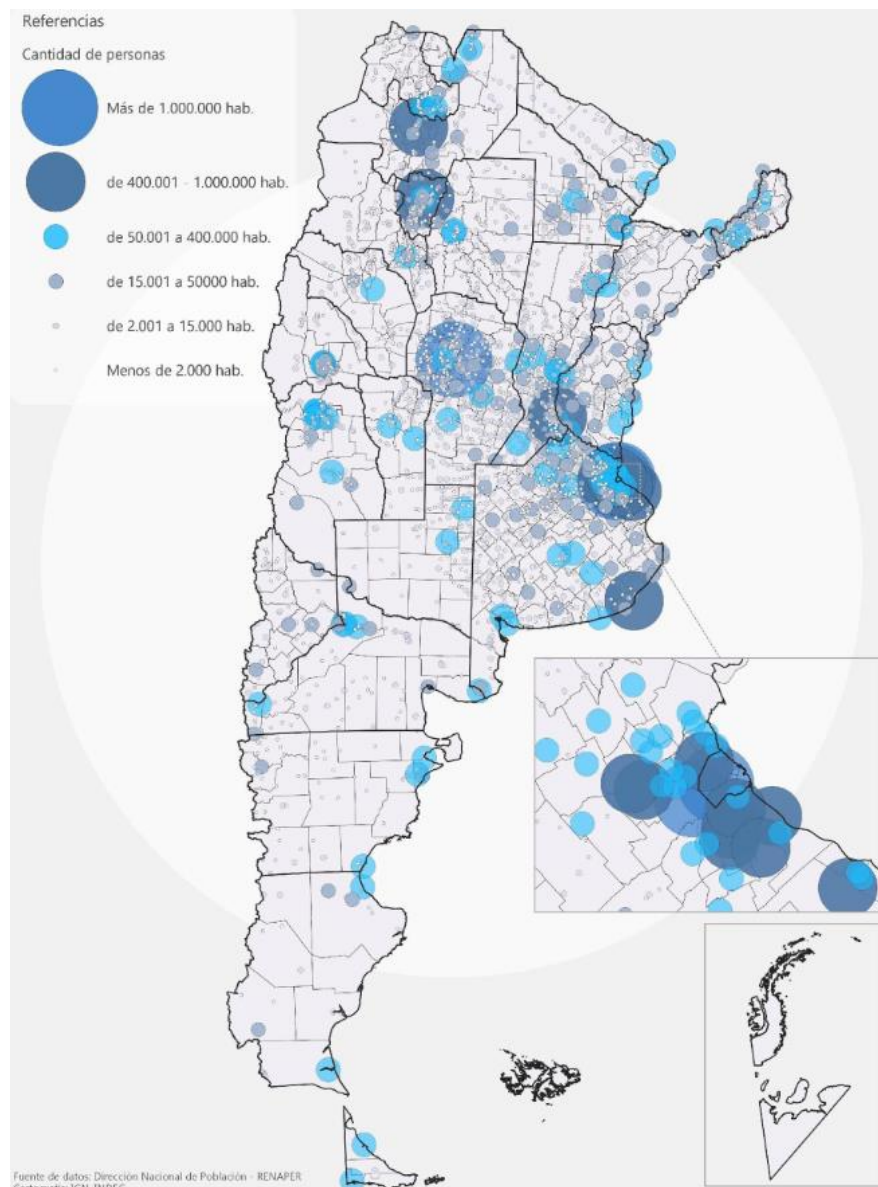 Referencias
Cantidad de personas
Más de 1.000.000 hab.
de 400.001 - 1.000.000 hab.
de 50.001 a 400.000 hab.
de 15.001 a 50000 hab.
de 2.001 a 15.000 hab.
Menos de 2.000 hab.
Fuente de datos: Dirección Nacional de Población - RENAPER